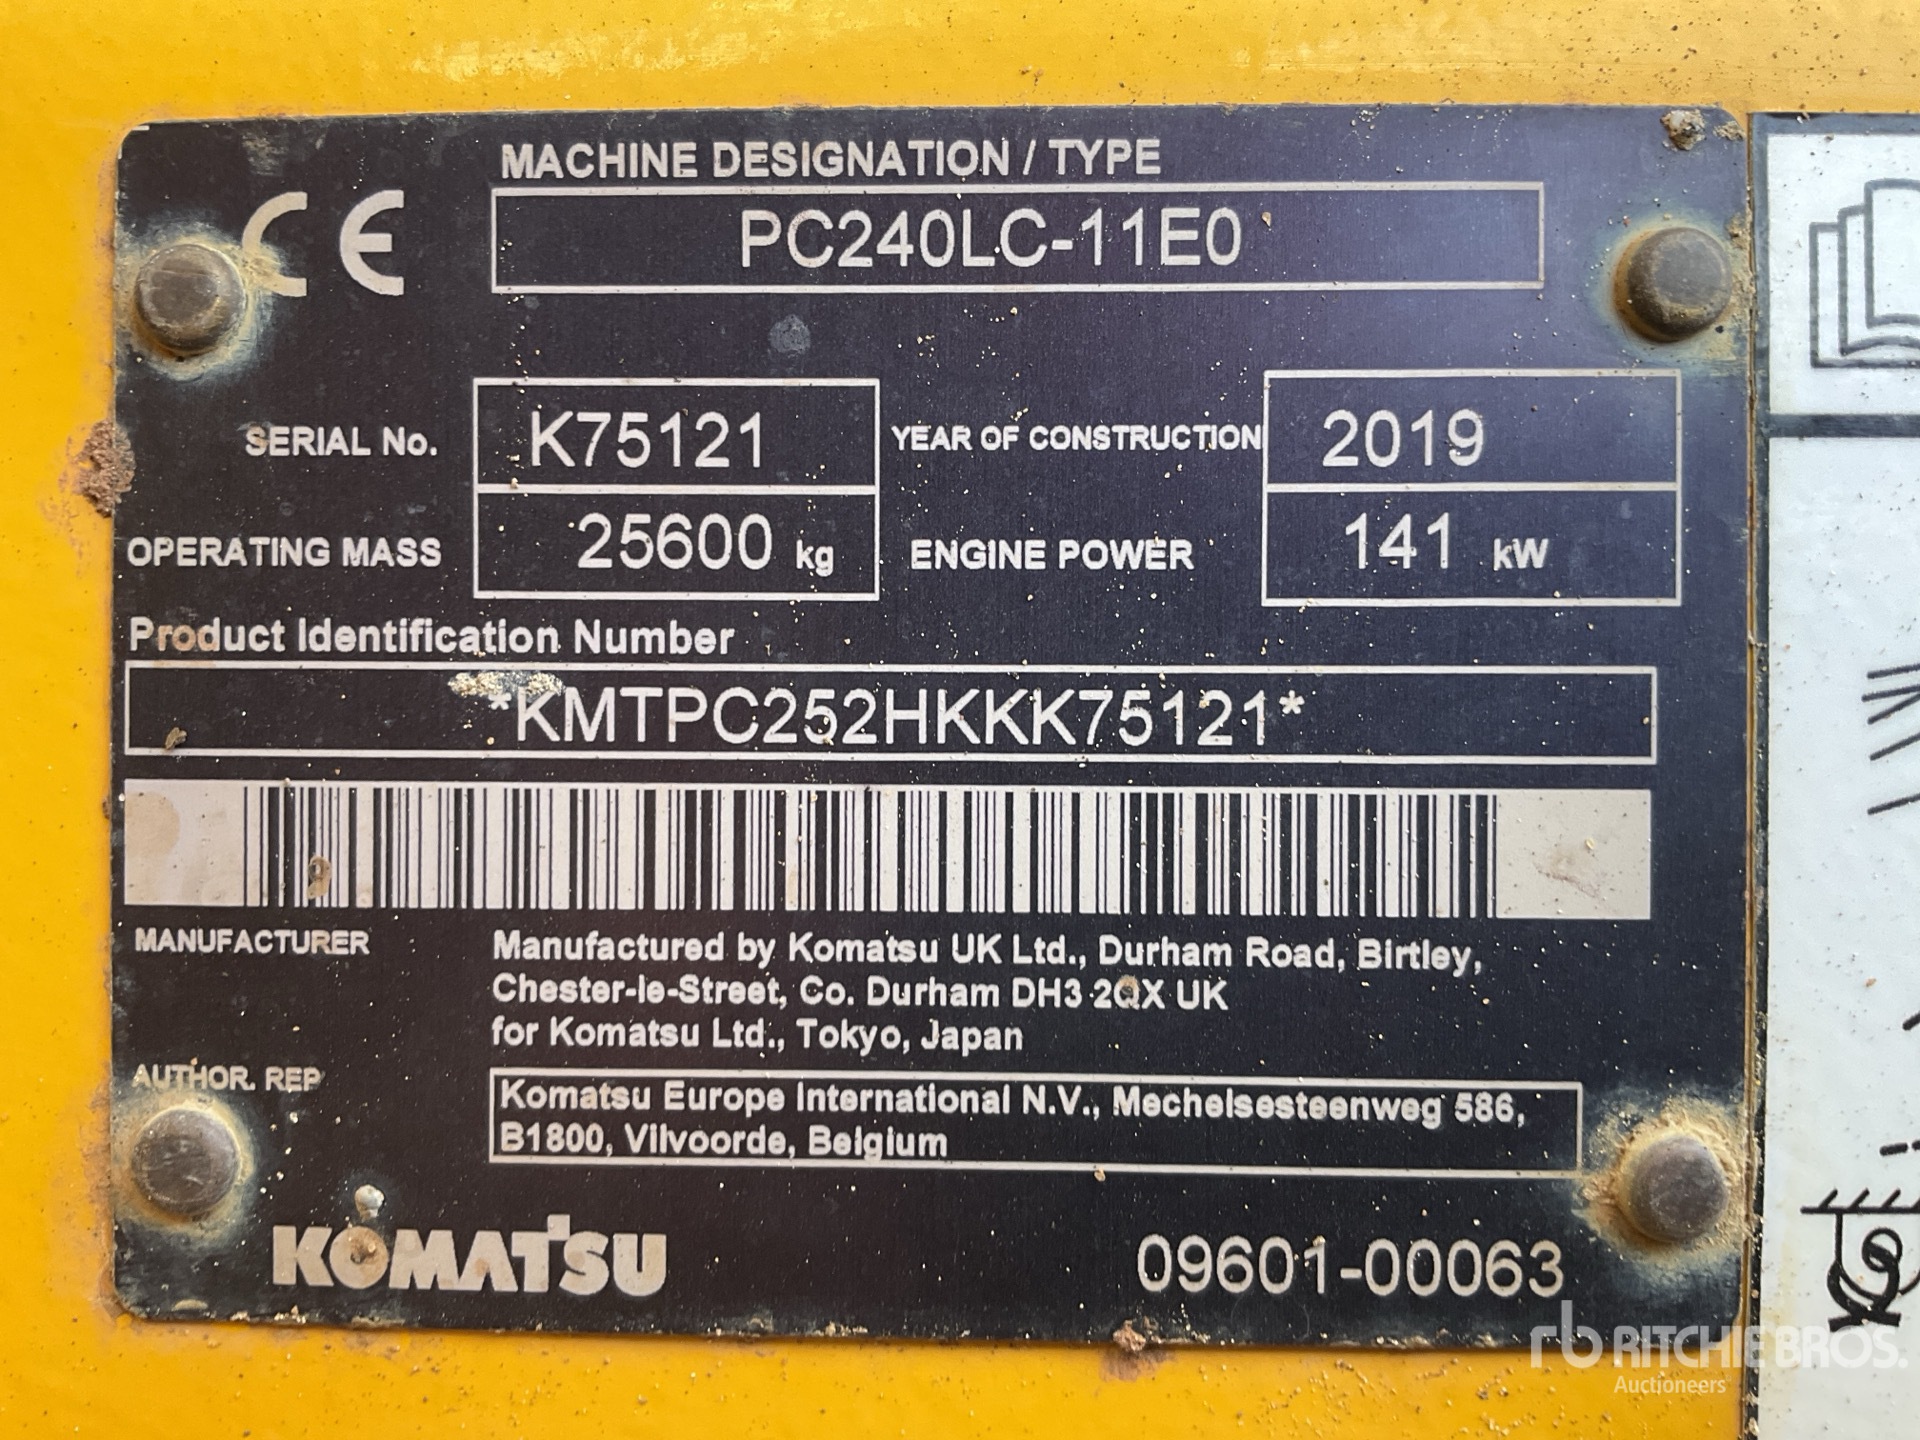 MACHINE DESIGNATION / TYPE
CE
PC240LC-11E0
SERIAL No. K75121 YEAR OF CONSTRUCTION 2019
OPERATING MASS 25600 kg ENGINE POWER 141 kW
Product Identification Number
*KMTPC252HKKK75121*
MANUFACTURER Manufactured by Komatsu UK Ltd., Durham Road, Birtley,
Chester-le-Street, Co. Durham DH3 2QX UK
for Komatsu Ltd., Tokyo, Japan
AUTHOR. REP Komatsu Europe International N.V., Mechelsesteenweg 586,
B1800, Vilvoorde, Belgium
KOMATSU 09601-00063
rb RITCHIE BROS.
Auctioneers